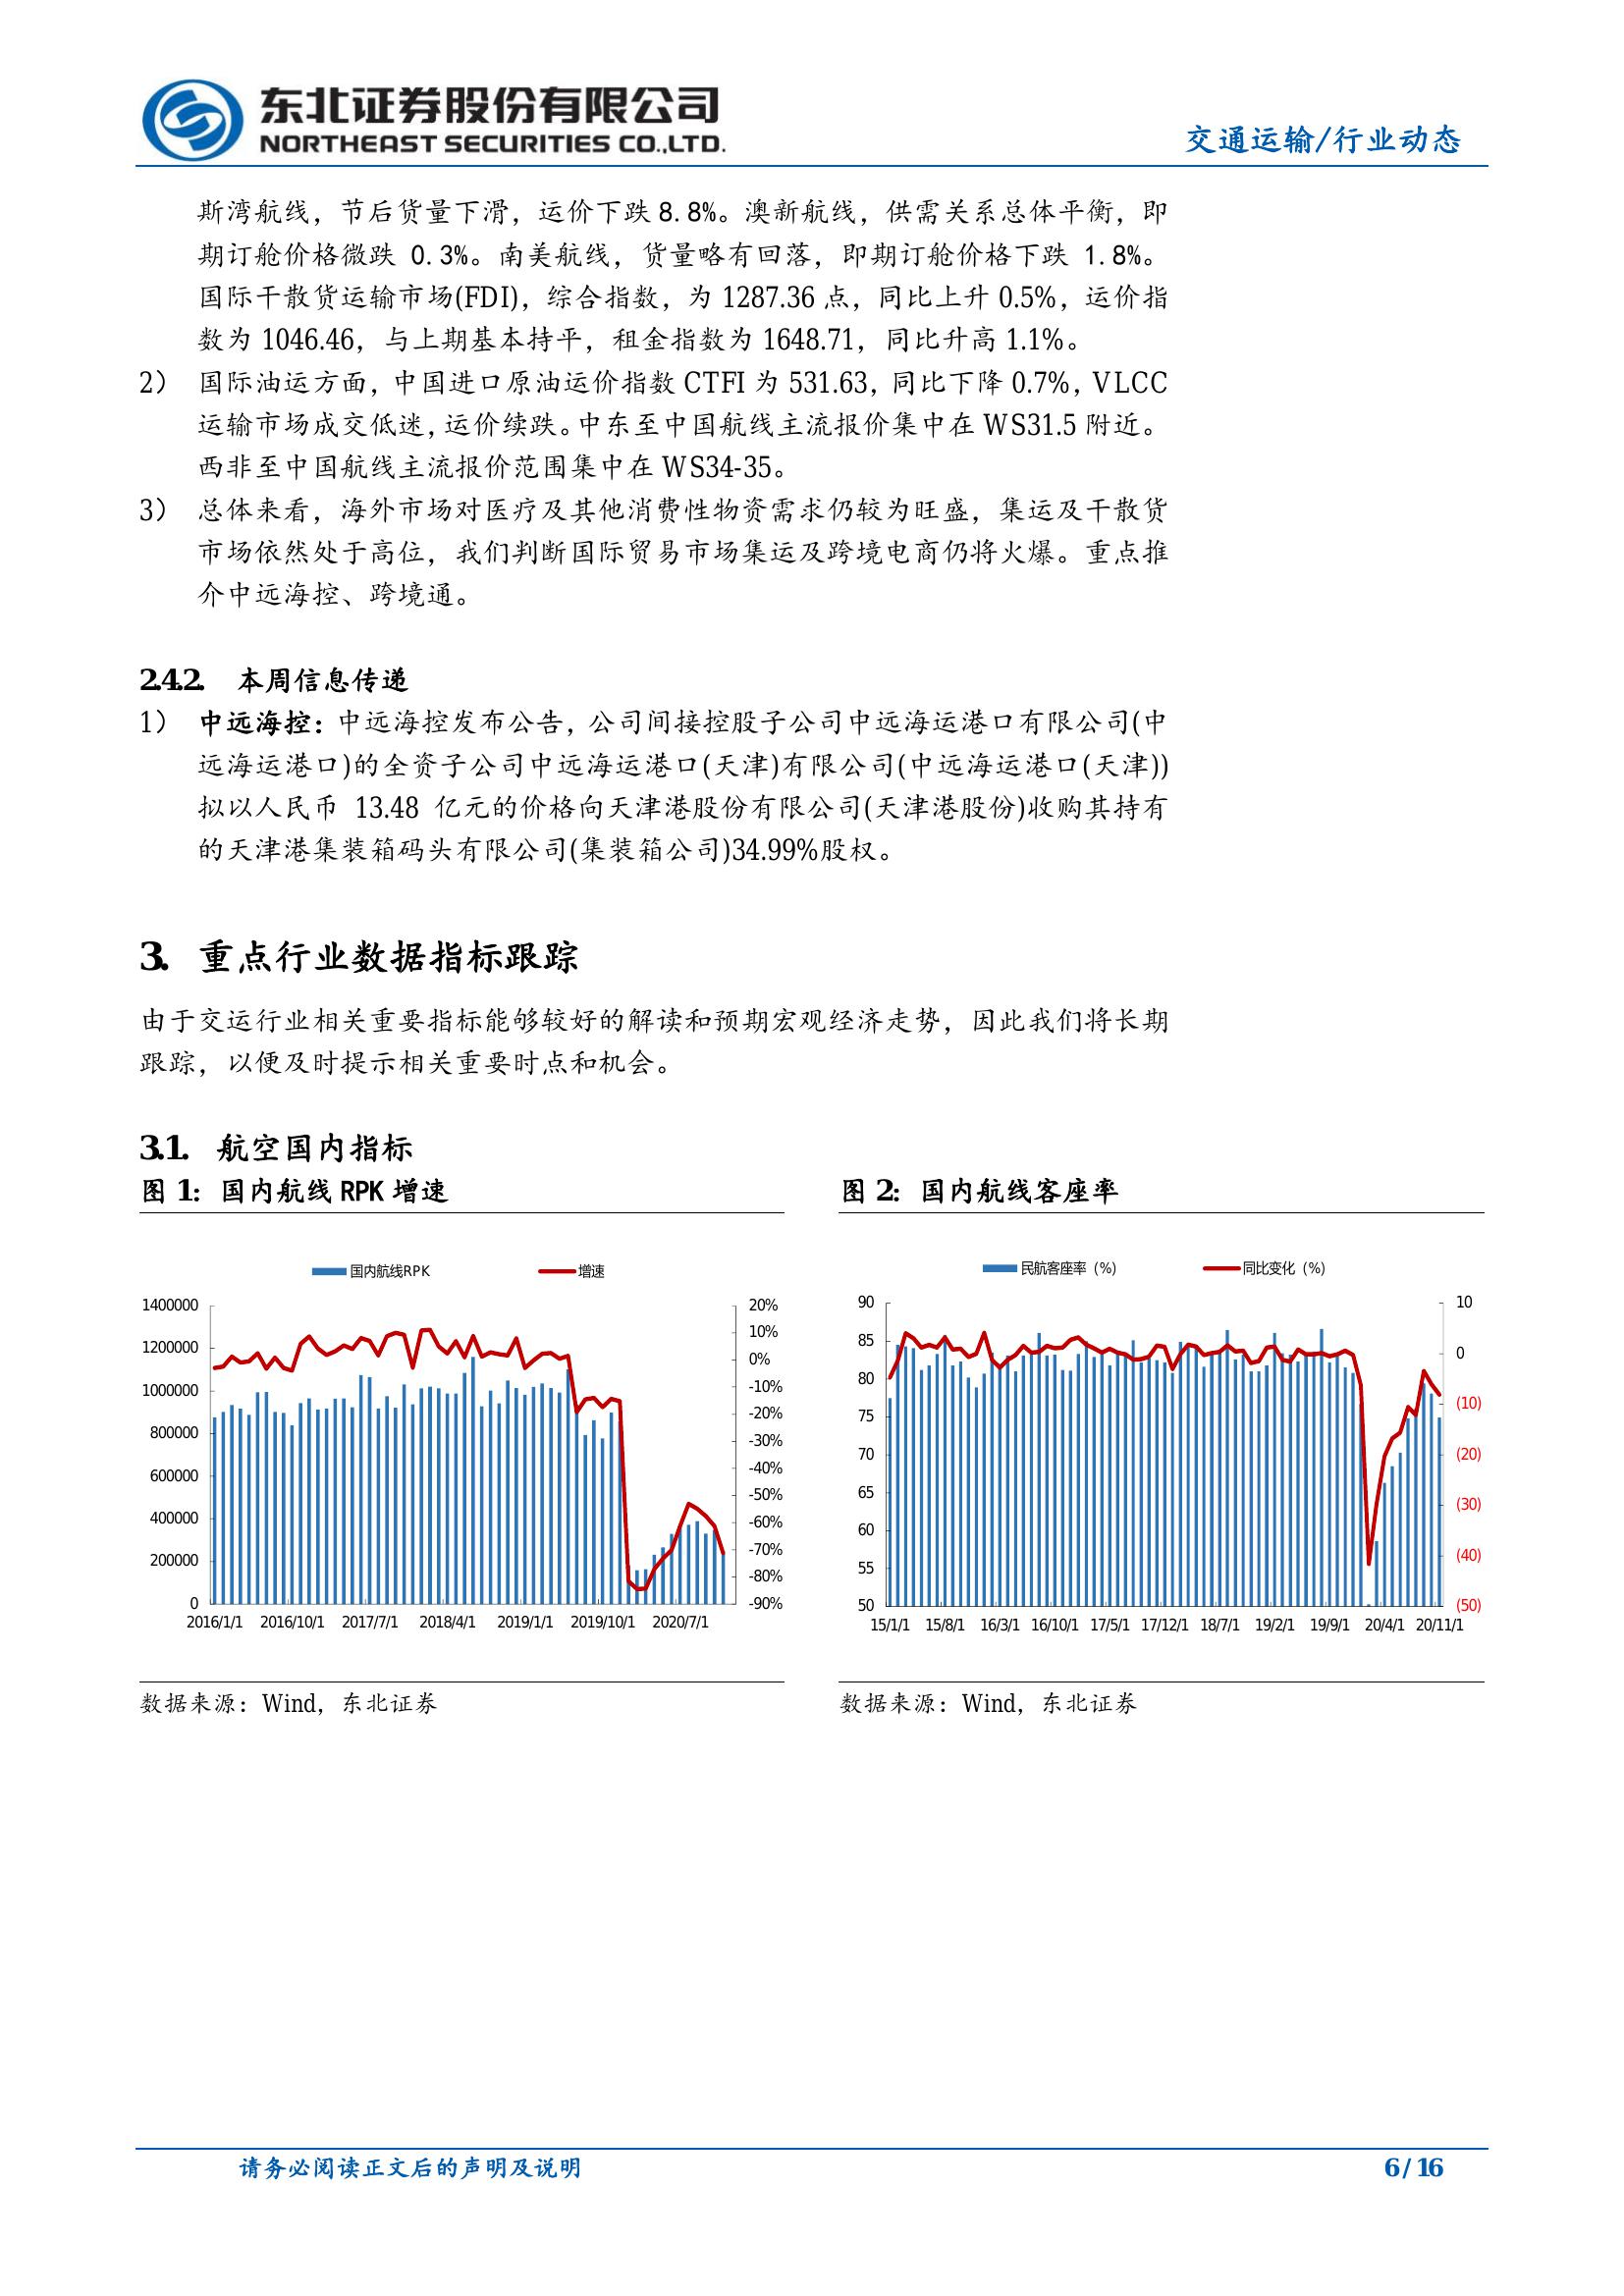 东北证券股份有限公司
NORTHEAST SECURITIES CO.,LTD.
交通运输/行业动态
斯湾航线，节后货量下滑，运价下跌 8.8%。澳新航线，供需关系总体平衡，即
期订舱价格微跌 0.3%。南美航线，货量略有回落，即期订舱价格下跌 1.8%。
国际干散货运输市场(FDI)，综合指数，为 1287.36 点，同比上升 0.5%，运价指
数为 1046.46，与上期基本持平，租金指数为 1648.71，同比升高 1.1%。
2） 国际油运方面，中国进口原油运价指数 CTFI 为 531.63，同比下降 0.7%，VLCC
运输市场成交低迷，运价续跌。中东至中国航线主流报价集中在 WS31.5 附近。
西非至中国航线主流报价范围集中在 WS34-35。
3） 总体来看，海外市场对医疗及其他消费性物资需求仍较为旺盛，集运及干散货
市场依然处于高位，我们判断国际贸易市场集运及跨境电商仍将火爆。重点推
介中远海控、跨境通。
2.4.2. 本周信息传递
1） 中远海控：中远海控发布公告，公司间接控股子公司中远海运港口有限公司(中
远海运港口)的全资子公司中远海运港口(天津)有限公司(中远海运港口(天津))
拟以人民币 13.48 亿元的价格向天津港股份有限公司(天津港股份)收购其持有
的天津港集装箱码头有限公司(集装箱公司)34.99%股权。
3. 重点行业数据指标跟踪
由于交运行业相关重要指标能够较好的解读和预期宏观经济走势，因此我们将长期
跟踪，以便及时提示相关重要时点和机会。
3.1. 航空国内指标
图 1：国内航线 RPK 增速
国内航线RPK 增速
1400000
1200000
1000000
800000
600000
400000
200000
0
20%
10%
0%
-10%
-20%
-30%
-40%
-50%
-60%
-70%
-80%
-90%
2016/1/1 2016/10/1 2017/7/1 2018/4/1 2019/1/1 2019/10/1 2020/7/1
数据来源：Wind，东北证券
图 2：国内航线客座率
民航客座率（%） 同比变化（%）
90
85
80
75
70
65
60
55
50
10
0
(10)
(20)
(30)
(40)
(50)
15/1/1 15/8/1 16/3/1 16/10/1 17/5/1 17/12/1 18/7/1 19/2/1 19/9/1 20/4/1 20/11/1
数据来源：Wind，东北证券
请务必阅读正文后的声明及说明
6 / 16